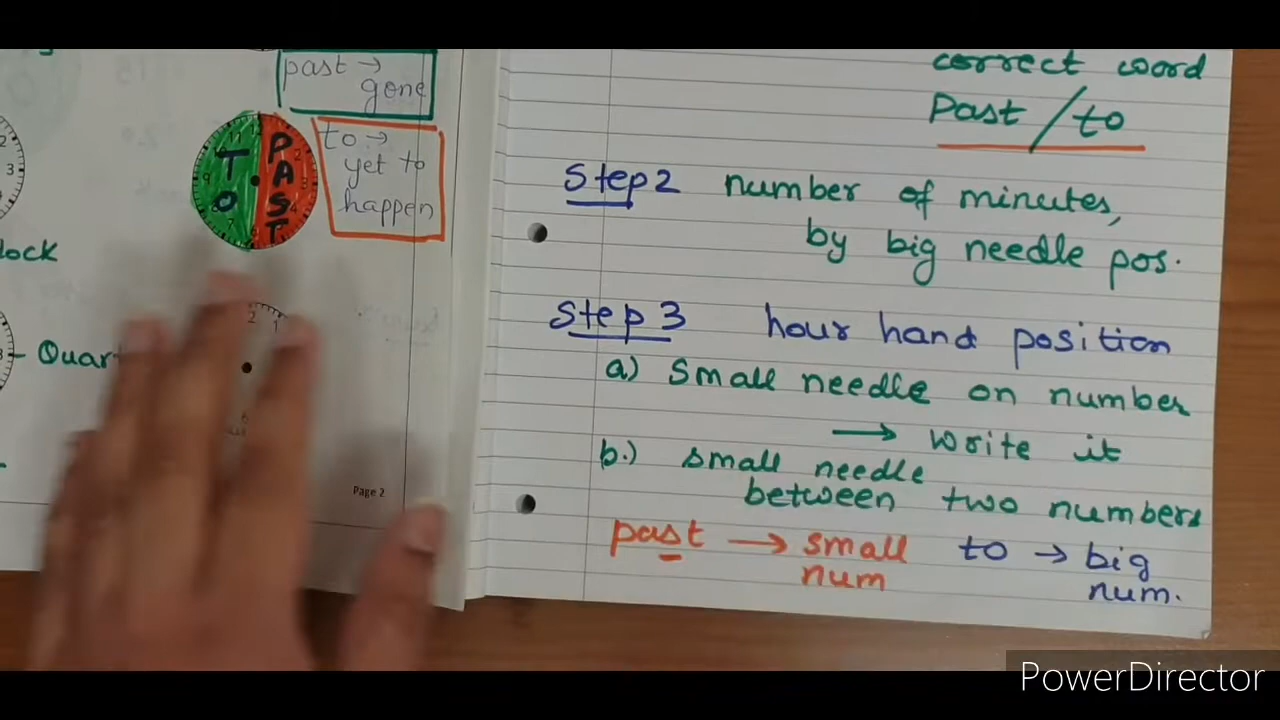 past →
gone
to →
yet to
happen
TO
PAST
lock
Quart
Page 2
correct word
Past / to
Step 2 number of minutes,
by big needle pos.
Step 3 hour hand position
a) Small needle on number
→ write it
b.) small needle
between two numbers
past → small num
to → big num.
PowerDirector